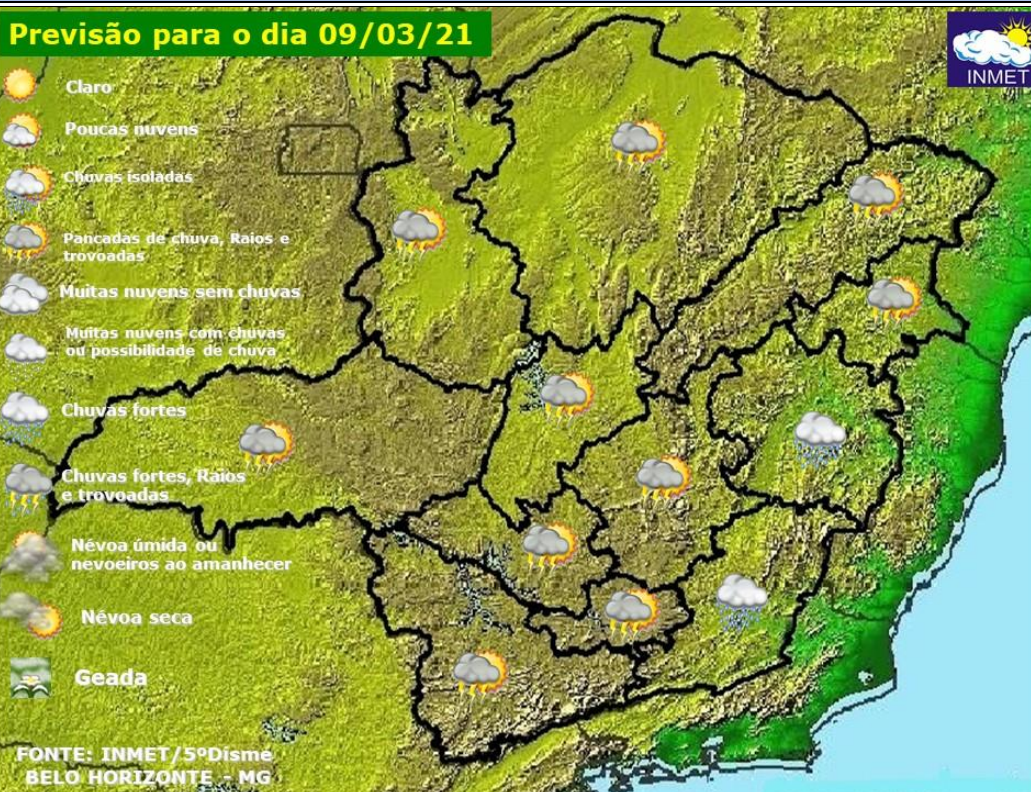 Previsão para o dia 09/03/21
INMET
Claro
Poucas nuvens
Chuvas isoladas
Pancadas de chuva, Raios e
trovoadas
Muitas nuvens sem chuvas
Muitas nuvens com chuvas
ou possibilidade de chuva
Chuvas fortes
Chuvas fortes, Raios
e trovoadas
Névoa úmida ou
nevoeiros ao amanhecer
Névoa seca
Geada
FONTE: INMET/5ºDisme
BELO HORIZONTE - MG